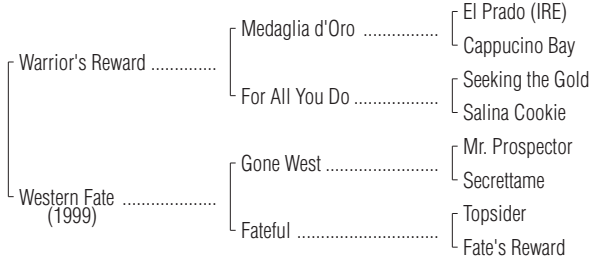 El Prado (IRE)
Medaglia d'Oro ................
Cappucino Bay
Warrior's Reward ..............
Seeking the Gold
For All You Do ..................
Salina Cookie
Mr. Prospector
Gone West ........................
Secrettame
Western Fate ....................
(1999)
Topsider
Fateful ..............................
Fate's Reward